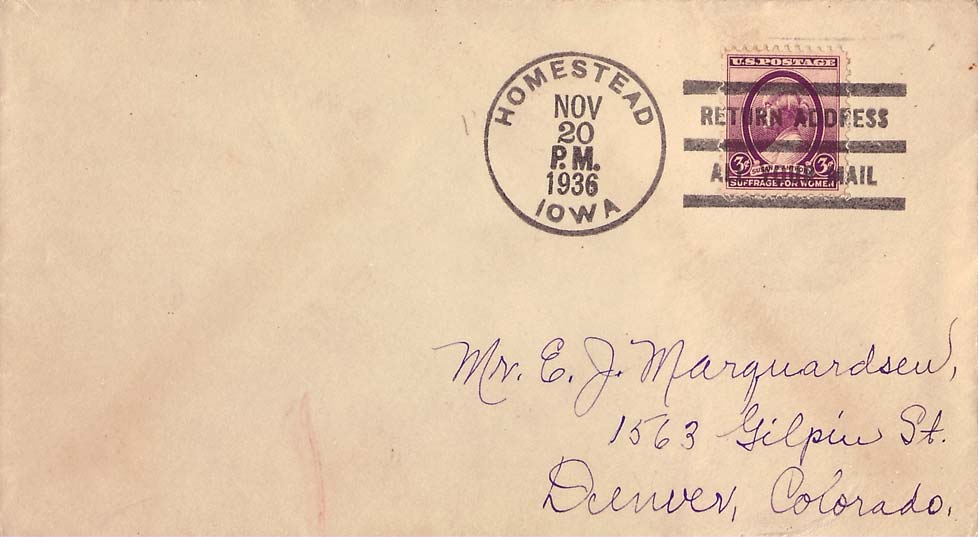 HOMESTEAD
NOV
20
P.M.
1936
IOWA
U.S. POSTAGE
RETURN ADDRESS
3¢ 3¢
MAIL
SUFFRAGE FOR WOMEN
Mr. E. J. Marquardsen,
1563 Gilpin St.
Denver, Colorado.